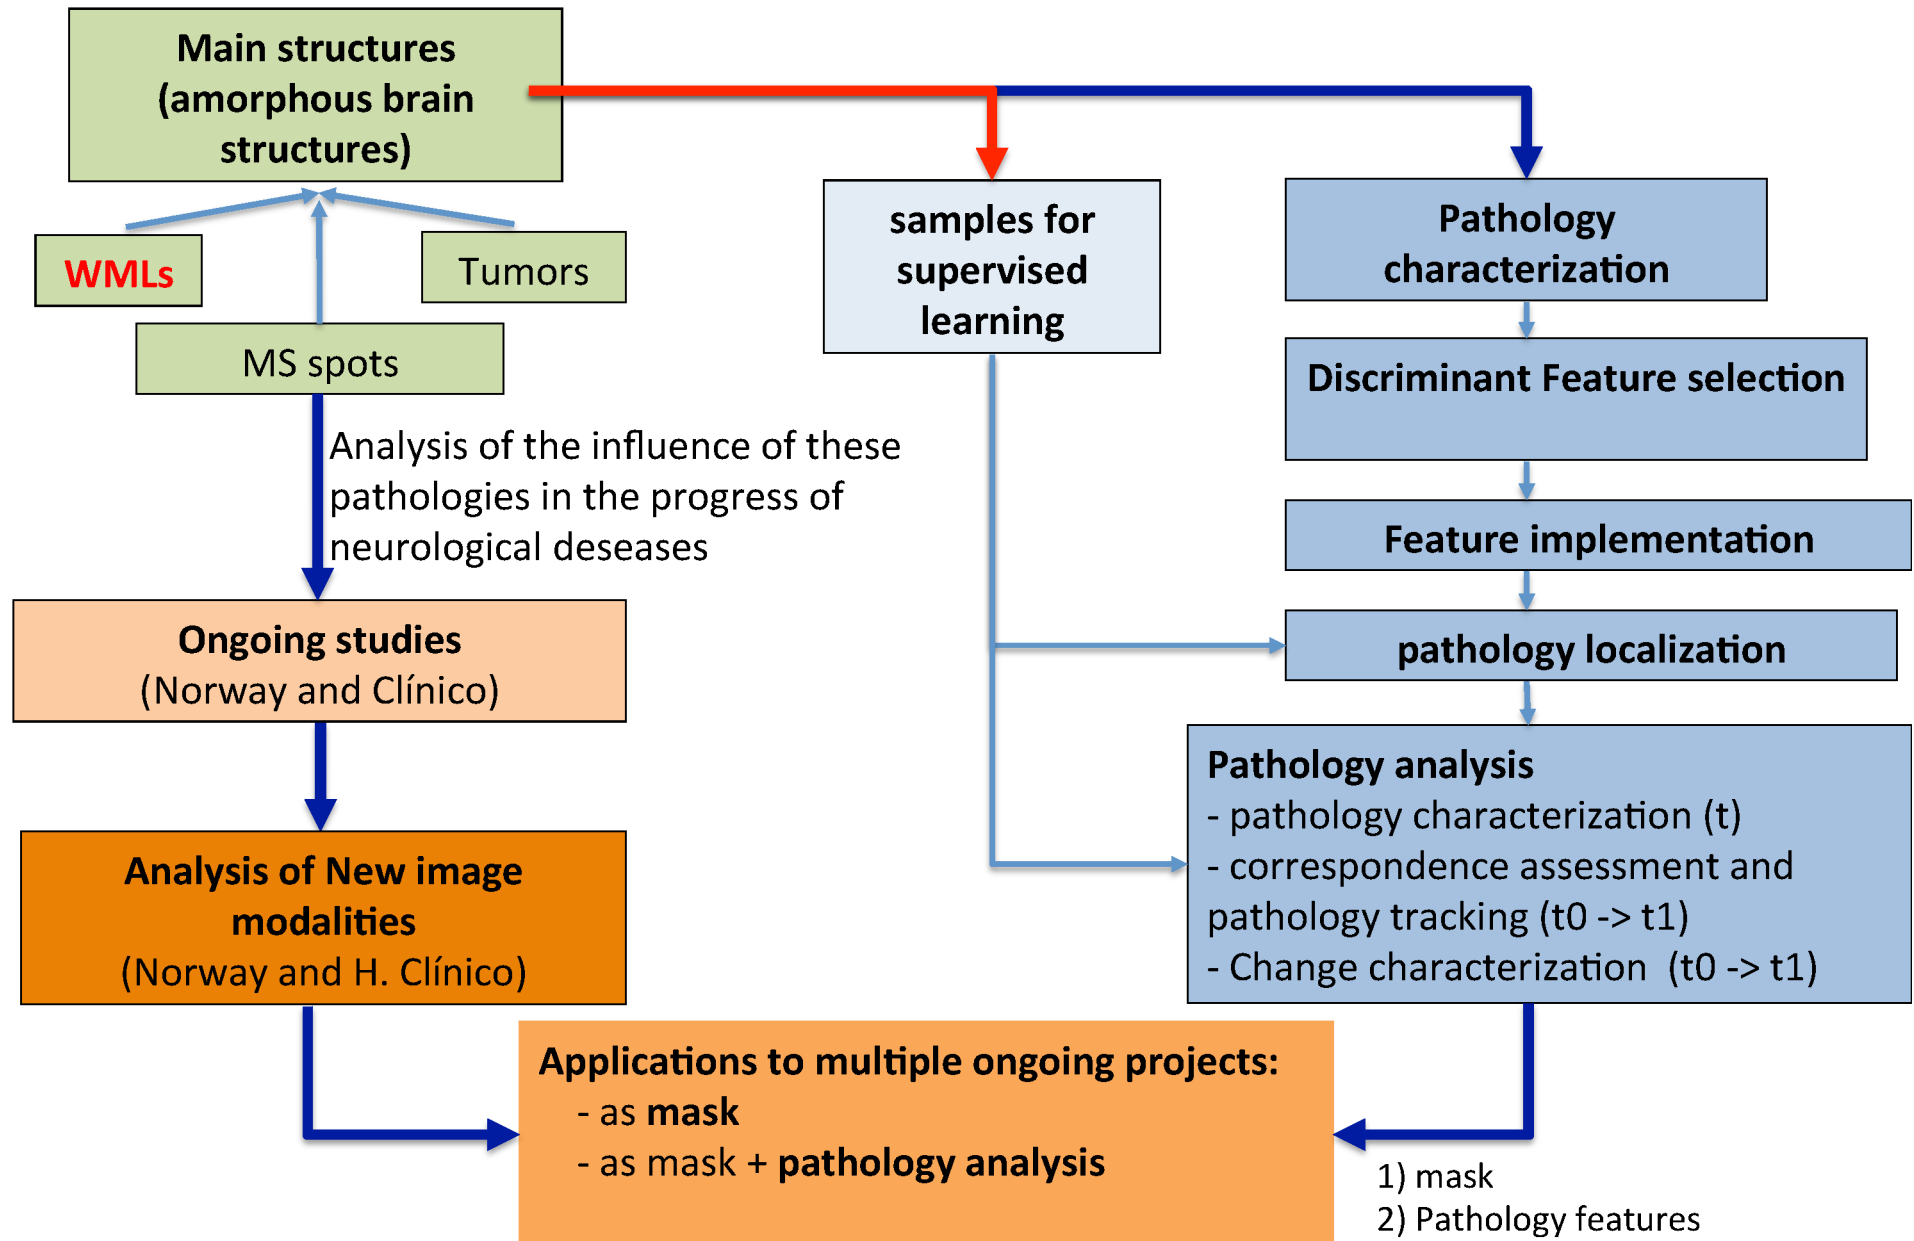 Main structures
(amorphous brain
structures)
WMLs
Tumors
MS spots
Analysis of the influence of these
pathologies in the progress of
neurological deseases
Ongoing studies
(Norway and Clínico)
Analysis of New image
modalities
(Norway and H. Clínico)
samples for
supervised
learning
Pathology
characterization
Discriminant Feature selection
Feature implementation
pathology localization
Pathology analysis
- pathology characterization (t)
- correspondence assessment and
pathology tracking (t0 -> t1)
- Change characterization  (t0 -> t1)
Applications to multiple ongoing projects:
- as mask
- as mask + pathology analysis
1) mask
2) Pathology features